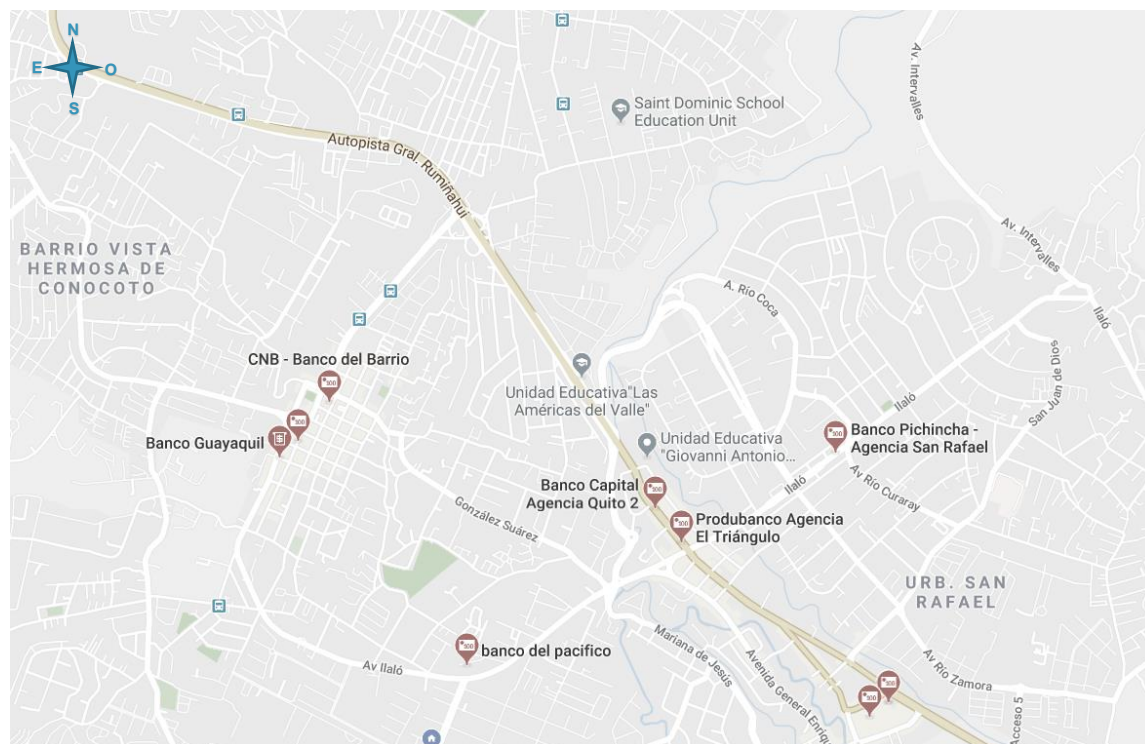 N
E
O
S
Saint Dominic School
Education Unit
Av. Intervalles
Autopista Gral. Rumiñahui
Av. Intervalles
BARRIO VISTA
HERMOSA DE
CONOCOTO
A. Río Coca
Ilaló
San Juan de Dios
CNB - Banco del Barrio
Unidad Educativa"Las
Américas del Valle"
Ilaló
Banco Guayaquil
Unidad Educativa
"Giovanni Antonio...
Banco Pichincha -
Agencia San Rafael
Banco Capital
Agencia Quito 2
Ilaló
Av Río Curaray
González Suárez
Produbanco Agencia
El Triángulo
URB. SAN
RAFAEL
Mariana de Jesús
banco del pacifico
Av Ilaló
Avenida General Enriqu
Av Río Zamora
Acceso 5